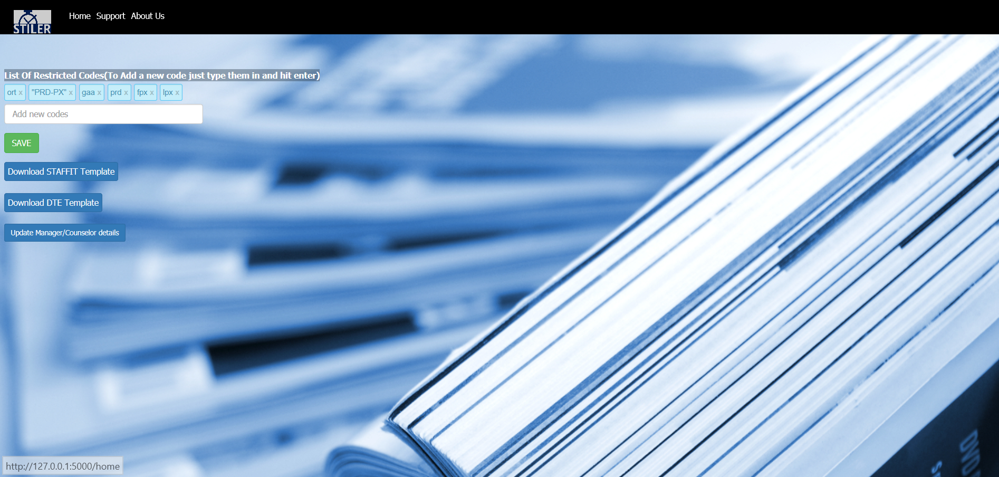 STILER
Home Support About Us
List Of Restricted Codes(To Add a new code just type them in and hit enter)
ort x "PRD-PX" x gaa x prd x fpx x lpx x
Add new codes
SAVE
Download STAFFIT Template
Download DTE Template
Update Manager/Counselor details
http://127.0.0.1:5000/home